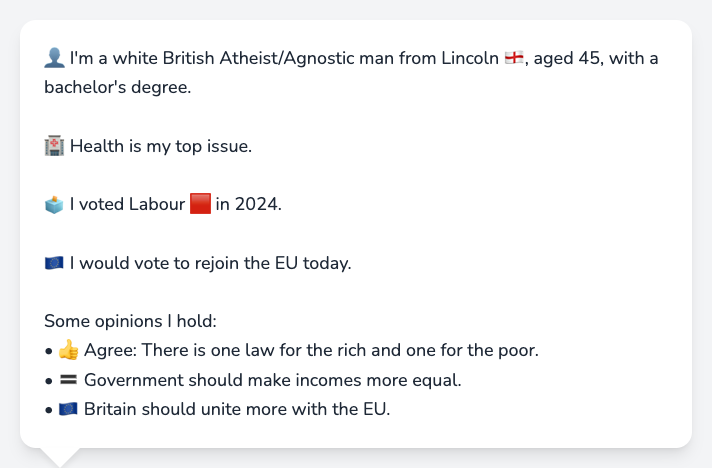 👤 I'm a white British Atheist/Agnostic man from Lincoln 🏴󠁧󠁢󠁥󠁮󠁧󠁿, aged 45, with a
bachelor's degree.
🏥 Health is my top issue.
🗳️ I voted Labour 🟥 in 2024.
🇪🇺 I would vote to rejoin the EU today.
Some opinions I hold:
• 👍 Agree: There is one law for the rich and one for the poor.
• 🟰 Government should make incomes more equal.
• 🇪🇺 Britain should unite more with the EU.